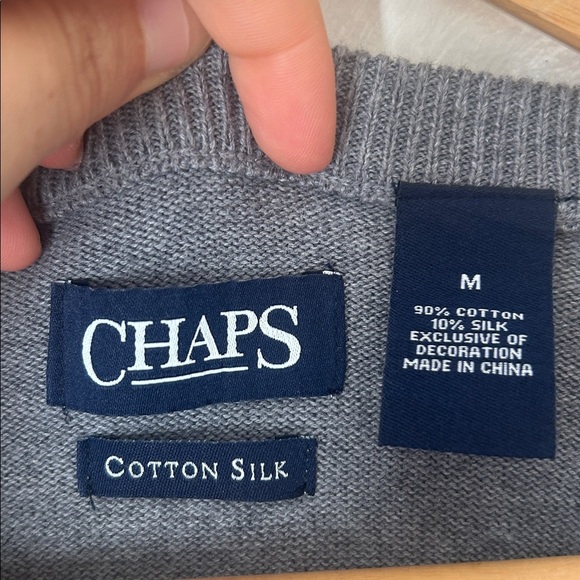 CHAPS
COTTON SILK
M
90% COTTON
10% SILK
EXCLUSIVE OF
DECORATION
MADE IN CHINA